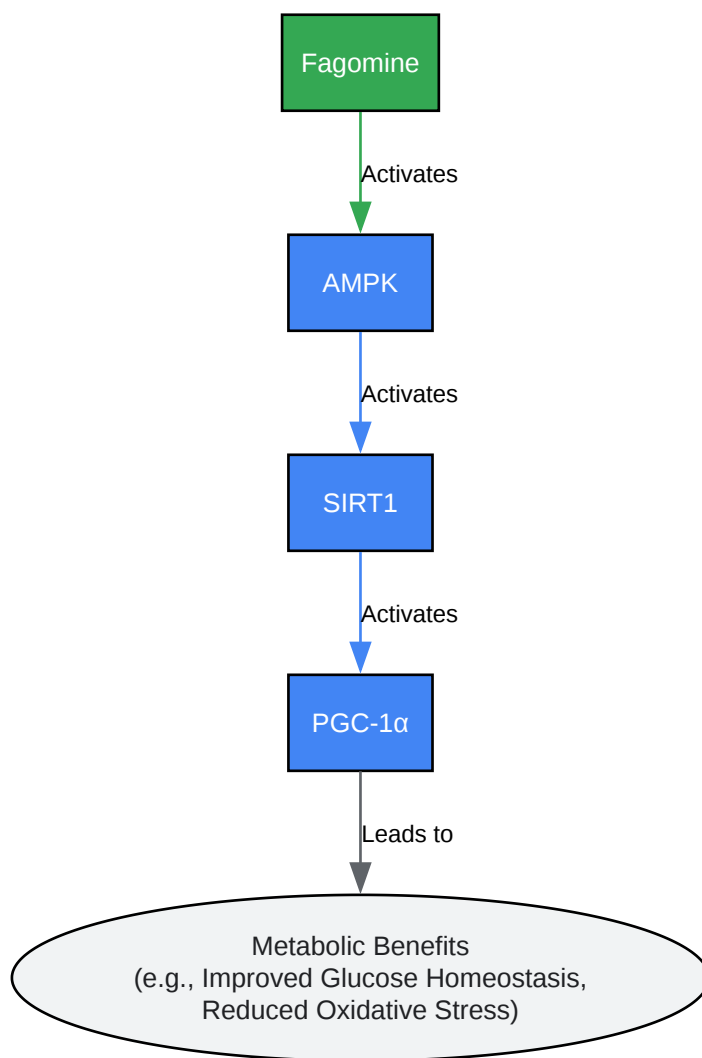 Fagomine
Activates
AMPK
Activates
SIRT1
Activates
PGC-1α
Leads to
Metabolic Benefits
(e.g., Improved Glucose Homeostasis,
Reduced Oxidative Stress)